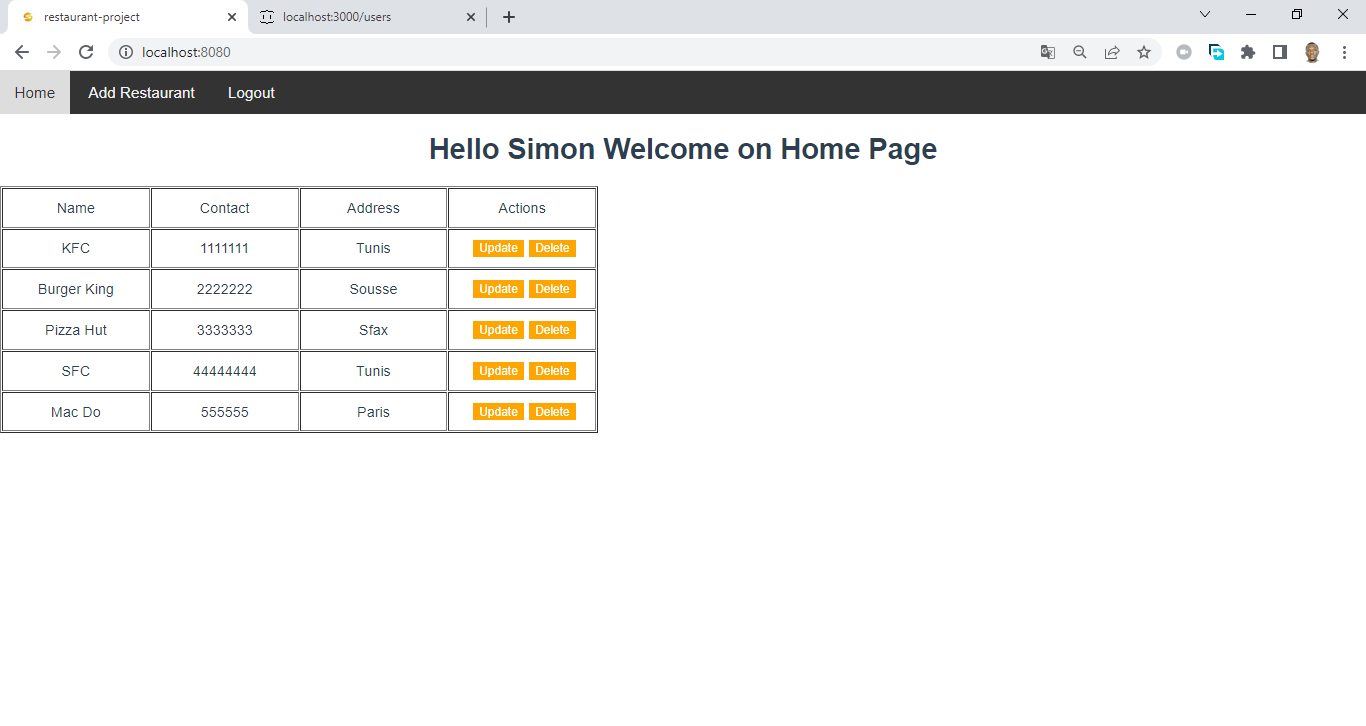 restaurant-project
localhost:3000/users
localhost:8080
Home Add Restaurant Logout
Hello Simon Welcome on Home Page
Name Contact Address Actions
KFC 1111111 Tunis Update Delete
Burger King 2222222 Sousse Update Delete
Pizza Hut 3333333 Sfax Update Delete
SFC 44444444 Tunis Update Delete
Mac Do 555555 Paris Update Delete